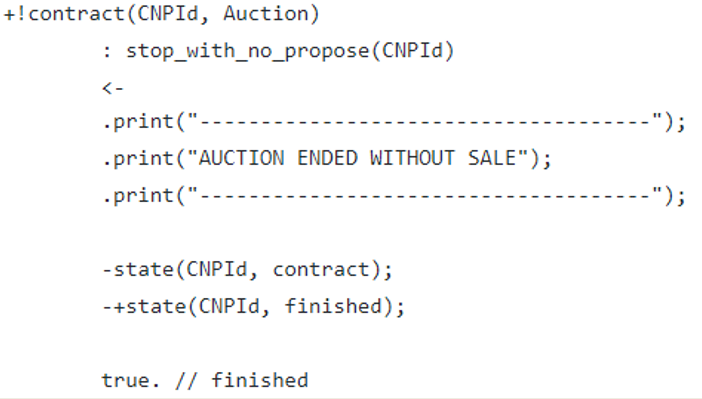 +!contract(CNPId, Auction)
: stop_with_no_propose(CNPId)
<-
.print("-------------------------------------");
.print("AUCTION ENDED WITHOUT SALE");
.print("-------------------------------------");
-state(CNPId, contract);
-+state(CNPId, finished);
true. // finished